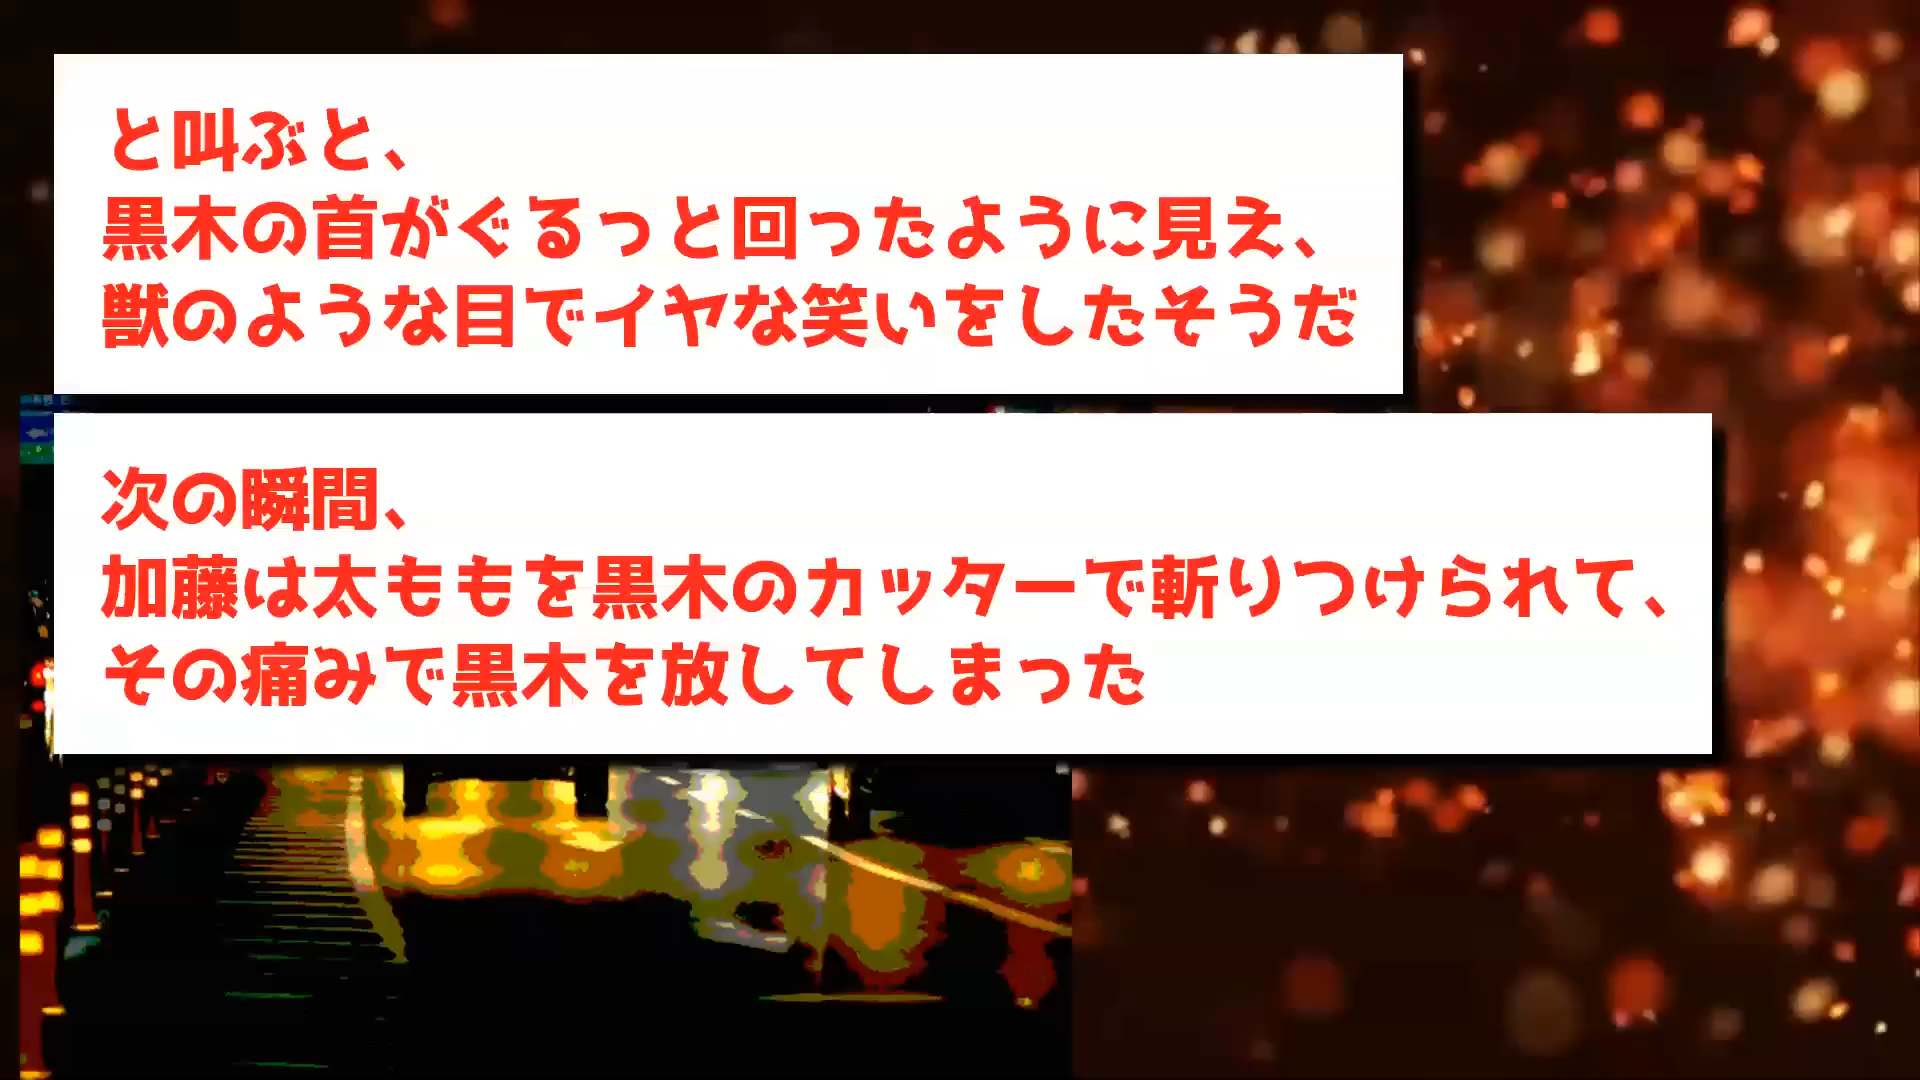 と叫ぶと、
黒木の首がぐるっと回ったように見え、
獣のような目でイヤな笑いをしたそうだ
次の瞬間、
加藤は太ももを黒木のカッターで斬りつけられて、
その痛みで黒木を放してしまった